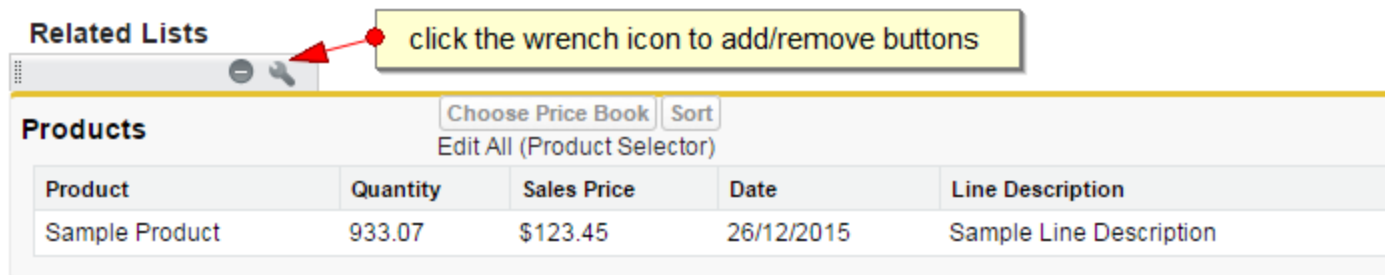 Related Lists
click the wrench icon to add/remove buttons
Products
Choose Price Book Sort
Edit All (Product Selector)
Product Quantity Sales Price Date Line Description
Sample Product 933.07 $123.45 26/12/2015 Sample Line Description